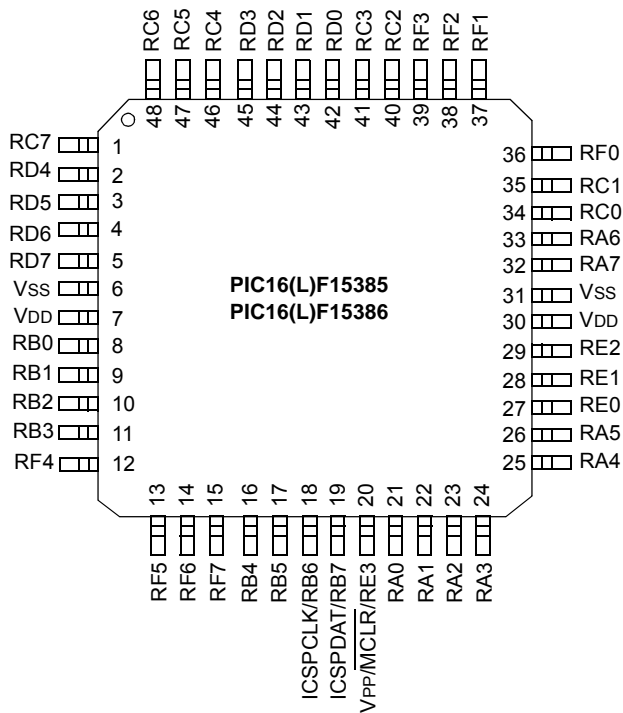 RC6
RC5
RC4
RD3
RD2
RD1
RD0
RC3
RC2
RF3
RF2
RF1
48
47
46
45
44
43
42
41
40
39
38
37
RC7 1
RD4 2
RD5 3
RD6 4
RD7 5
VSS 6
VDD 7
RB0 8
RB1 9
RB2 10
RB3 11
RF4 12
PIC16(L)F15385
PIC16(L)F15386
36 RF0
35 RC1
34 RC0
33 RA6
32 RA7
31 VSS
30 VDD
29 RE2
28 RE1
27 RE0
26 RA5
25 RA4
13
14
15
16
17
18
19
20
21
22
23
24
RF5
RF6
RF7
RB4
RB5
ICSPCLK/RB6
ICSPDAT/RB7
VPP/MCLR/RE3
RA0
RA1
RA2
RA3